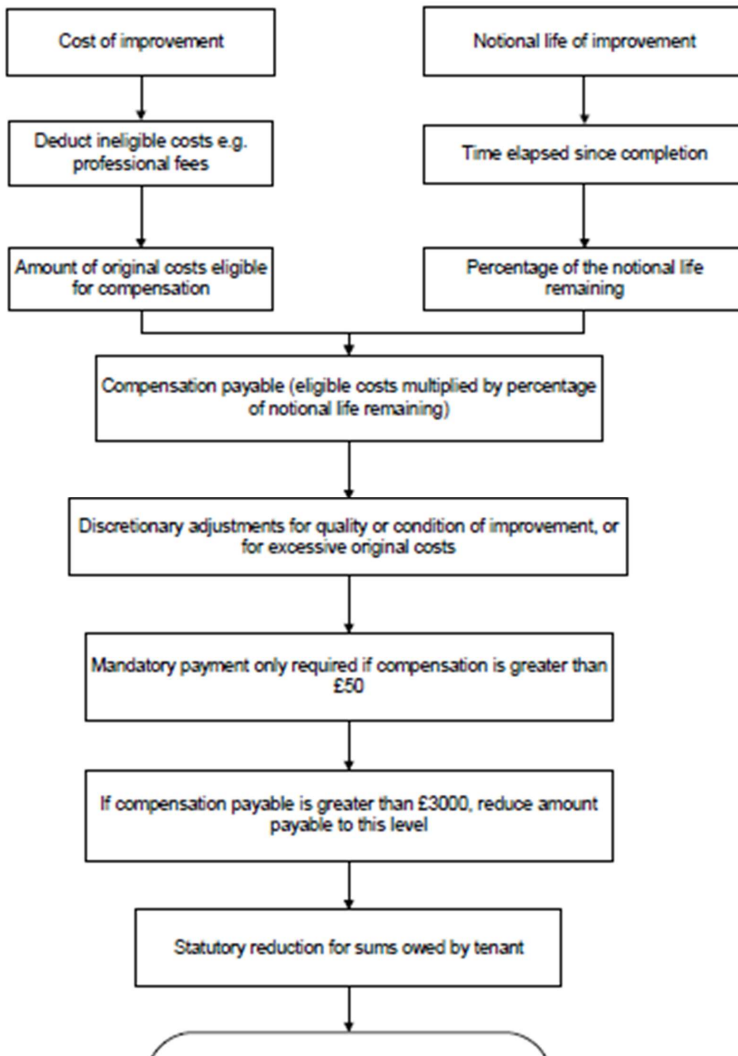 Cost of improvement
Notional life of improvement
Deduct ineligible costs e.g.
professional fees
Time elapsed since completion
Amount of original costs eligible
for compensation
Percentage of the notional life
remaining
Compensation payable (eligible costs multiplied by percentage
of notional life remaining)
Discretionary adjustments for quality or condition of improvement, or
for excessive original costs
Mandatory payment only required if compensation is greater than
£50
If compensation payable is greater than £3000, reduce amount
payable to this level
Statutory reduction for sums owed by tenant